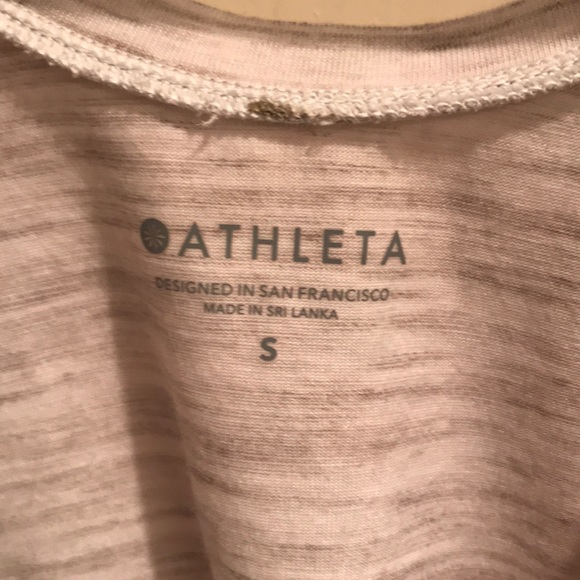 ATHLETA
DESIGNED IN SAN FRANCISCO
MADE IN SRI LANKA
S